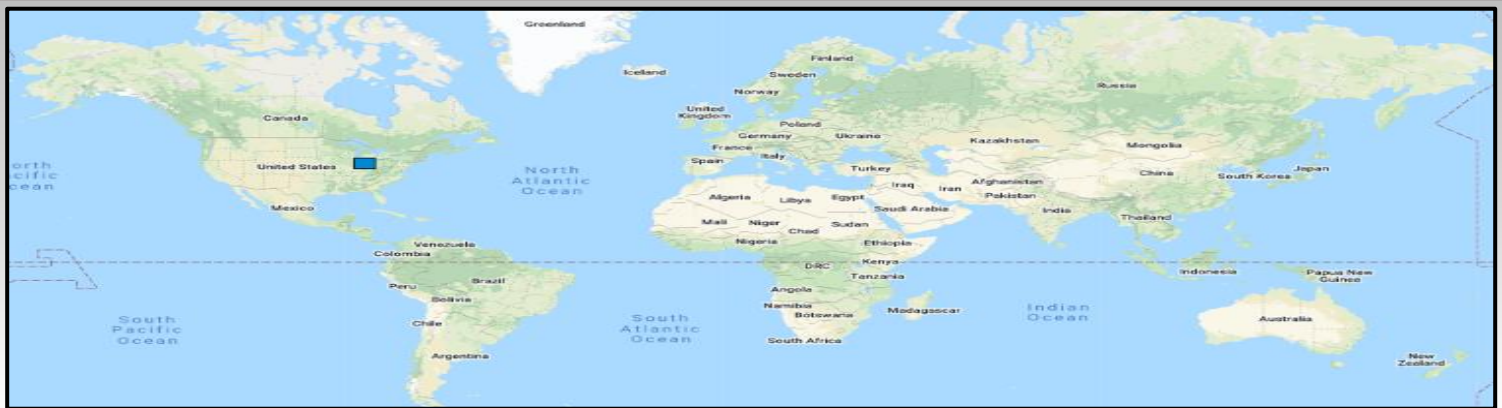 Greenland
Iceland
Finland
Sweden
Norway
Russia
United
Kingdom
Canada
Poland
Germany
Ukraine
Kazakhstan
Mongolia
France
Italy
Spain
United States
Turkey
orth
cific
cean
North
Atlantic
Ocean
China
Japan
South Korea
Iraq
Iran
Afghanistan
Pakistan
Algeria
Libya
Egypt
Saudi Arabia
India
Mexico
Mali
Niger
Chad
Sudan
Thailand
Venezuela
Nigeria
Ethiopia
Colombia
DRC
Kenya
Tanzania
Indonesia
Papua New
Guinea
Peru
Brazil
Bolivia
Angola
Namibia
Botswana
Madagascar
Indian
Ocean
South
Pacific
Ocean
Chile
South
Atlantic
Ocean
Australia
South Africa
Argentina
New
Zealand